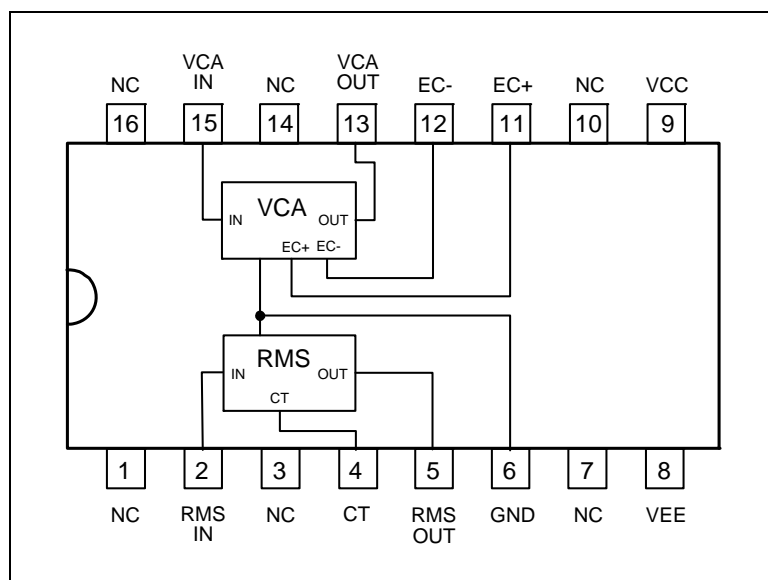 NC
VCA
IN
NC
VCA
OUT
EC-
EC+
NC
VCC
16
15
14
13
12
11
10
9
VCA
IN
OUT
EC+
EC-
RMS
IN
OUT
CT
1
2
3
4
5
6
7
8
NC
RMS
IN
NC
CT
RMS
OUT
GND
NC
VEE